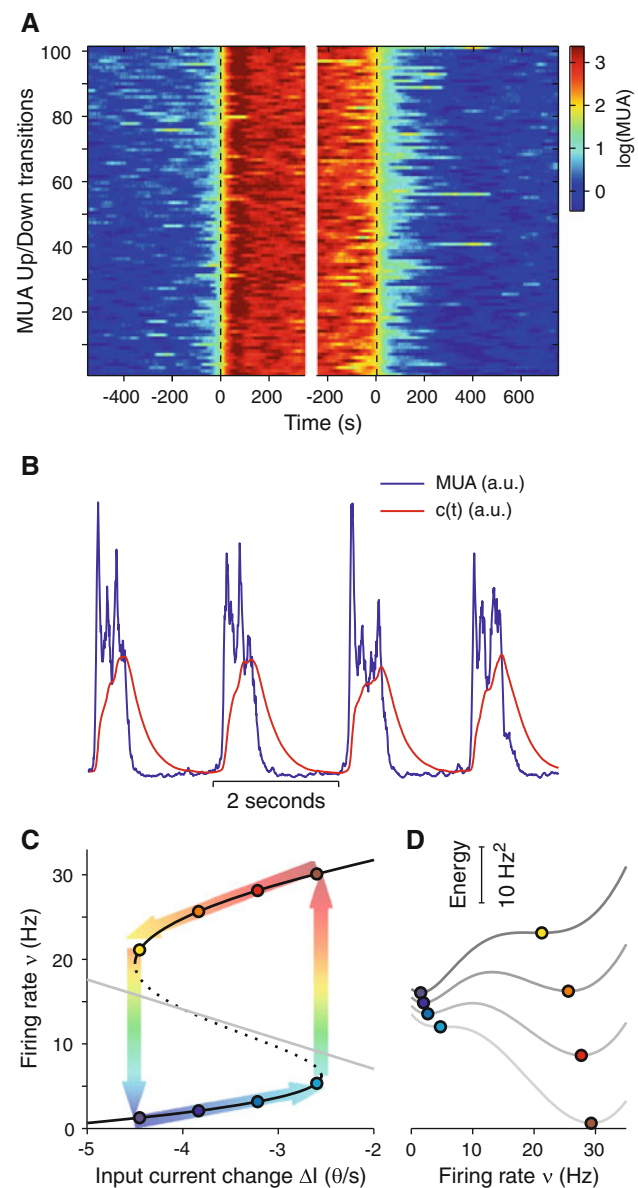 A
MUA Up/Down transitions
100
80
60
40
20
-400 -200 0 200 -200 0 200 400 600
Time (s)
3
2
1
0
log(MUA)
B
MUA (a.u.)
c(t) (a.u.)
2 seconds
C
Firing rate ν (Hz)
30
20
10
0
-5 -4 -3 -2
Input current change ΔI (θ/s)
D
Energy
10 Hz²
0 10 20 30
Firing rate ν (Hz)